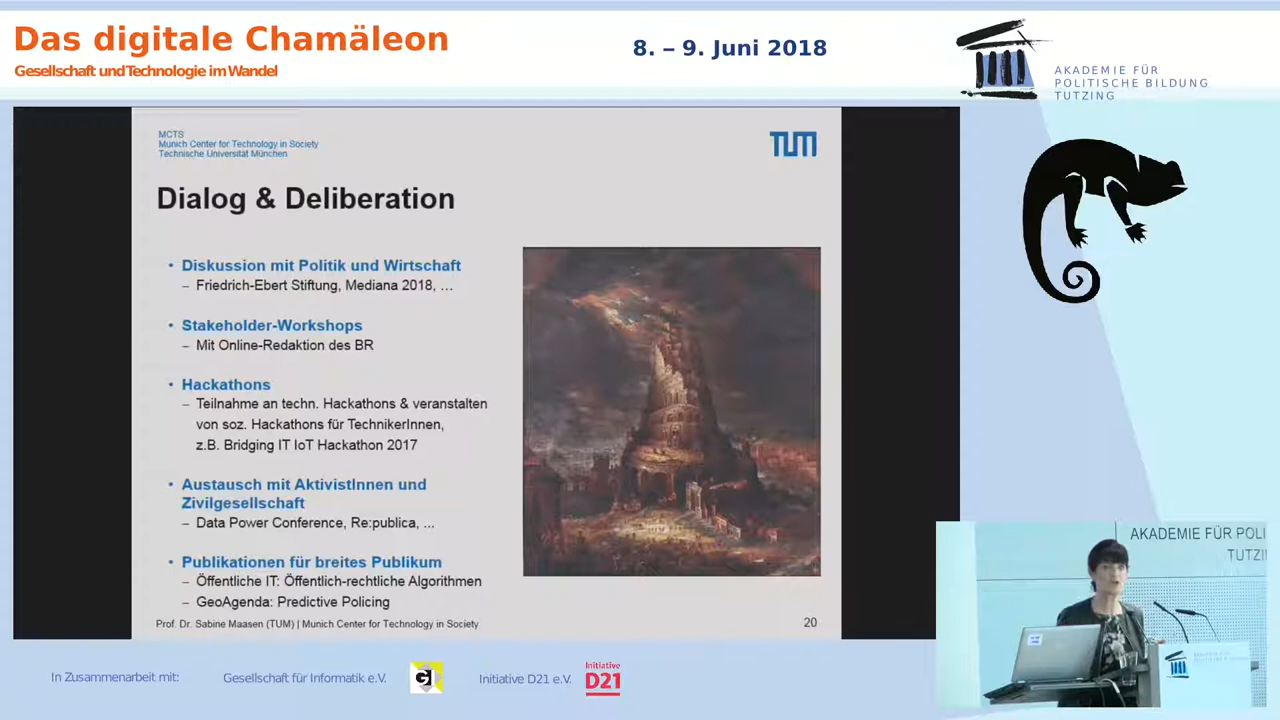 Das digitale Chamäleon
Gesellschaft und Technologie im Wandel
8. – 9. Juni 2018
AKADEMIE FÜR
POLITISCHE BILDUNG
TUTZING
MCTS
Munich Center for Technology in Society
Technische Universität München
TUM
Dialog & Deliberation
• Diskussion mit Politik und Wirtschaft
– Friedrich-Ebert Stiftung, Mediana 2018, …
• Stakeholder-Workshops
– Mit Online-Redaktion des BR
• Hackathons
– Teilnahme an techn. Hackathons & veranstalten
von soz. Hackathons für TechnikerInnen,
z.B. Bridging IT IoT Hackathon 2017
• Austausch mit AktivistInnen und
Zivilgesellschaft
– Data Power Conference, Re:publica, ...
• Publikationen für breites Publikum
– Öffentliche IT: Öffentlich-rechtliche Algorithmen
– GeoAgenda: Predictive Policing
Prof. Dr. Sabine Maasen (TUM) | Munich Center for Technology in Society
20
AKADEMIE FÜR POLI
TUTZI
In Zusammenarbeit mit:
Gesellschaft für Informatik e.V.
GI
Initiative D21 e.V.
Initiative
D21